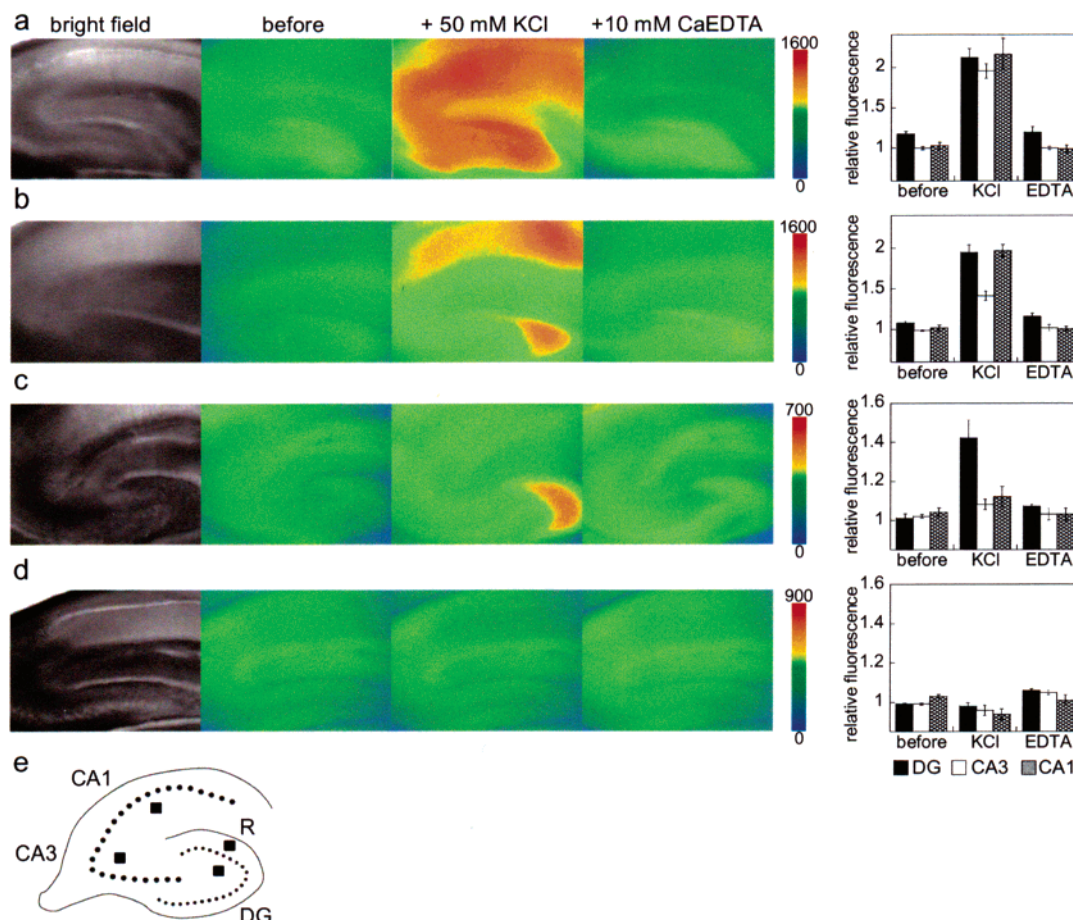 a
bright field before + 50 mM KCl +10 mM CaEDTA
1600
0
relative fluorescence
2
1.5
1
before KCl EDTA
b
1600
0
relative fluorescence
2
1.5
1
before KCl EDTA
c
700
0
relative fluorescence
1.6
1.4
1.2
1
before KCl EDTA
d
900
0
relative fluorescence
1.6
1.4
1.2
1
before KCl EDTA
DG CA3 CA1
e
CA1
R
CA3
DG